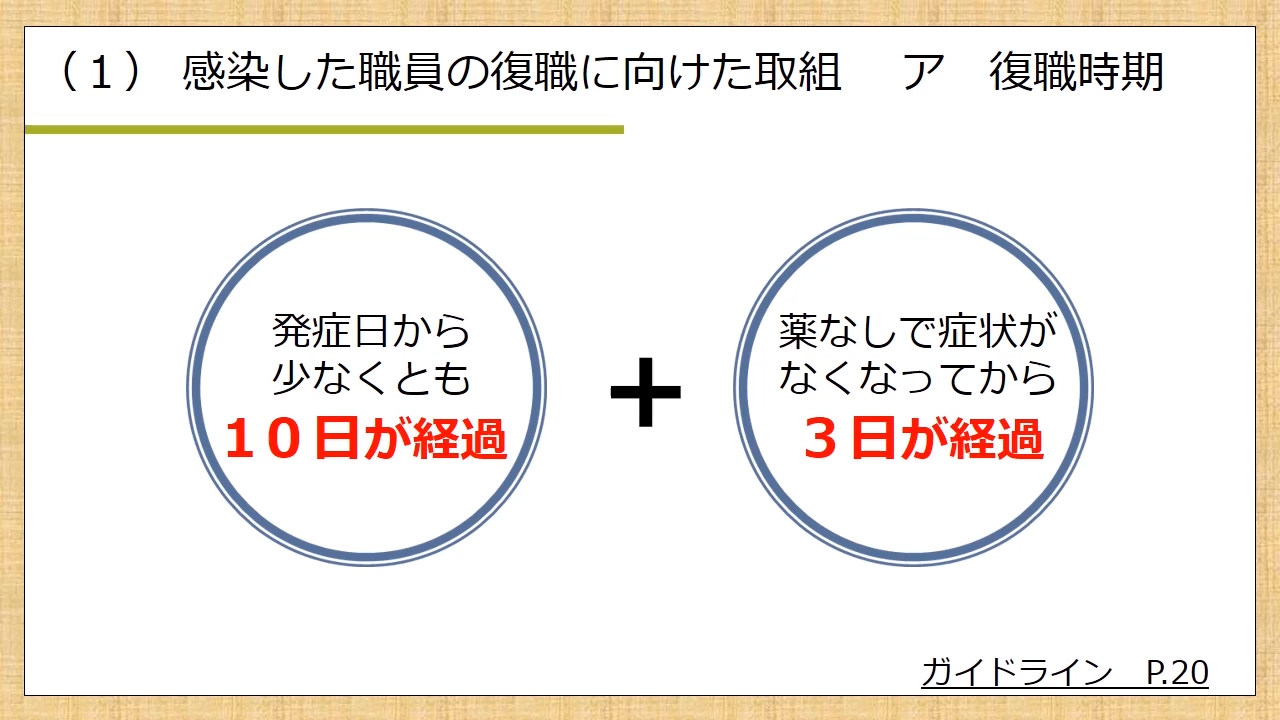 （１） 感染した職員の復職に向けた取組　ア　復職時期
発症日から
少なくとも
１０日が経過
＋
薬なしで症状が
なくなってから
３日が経過
ガイドライン　P.20